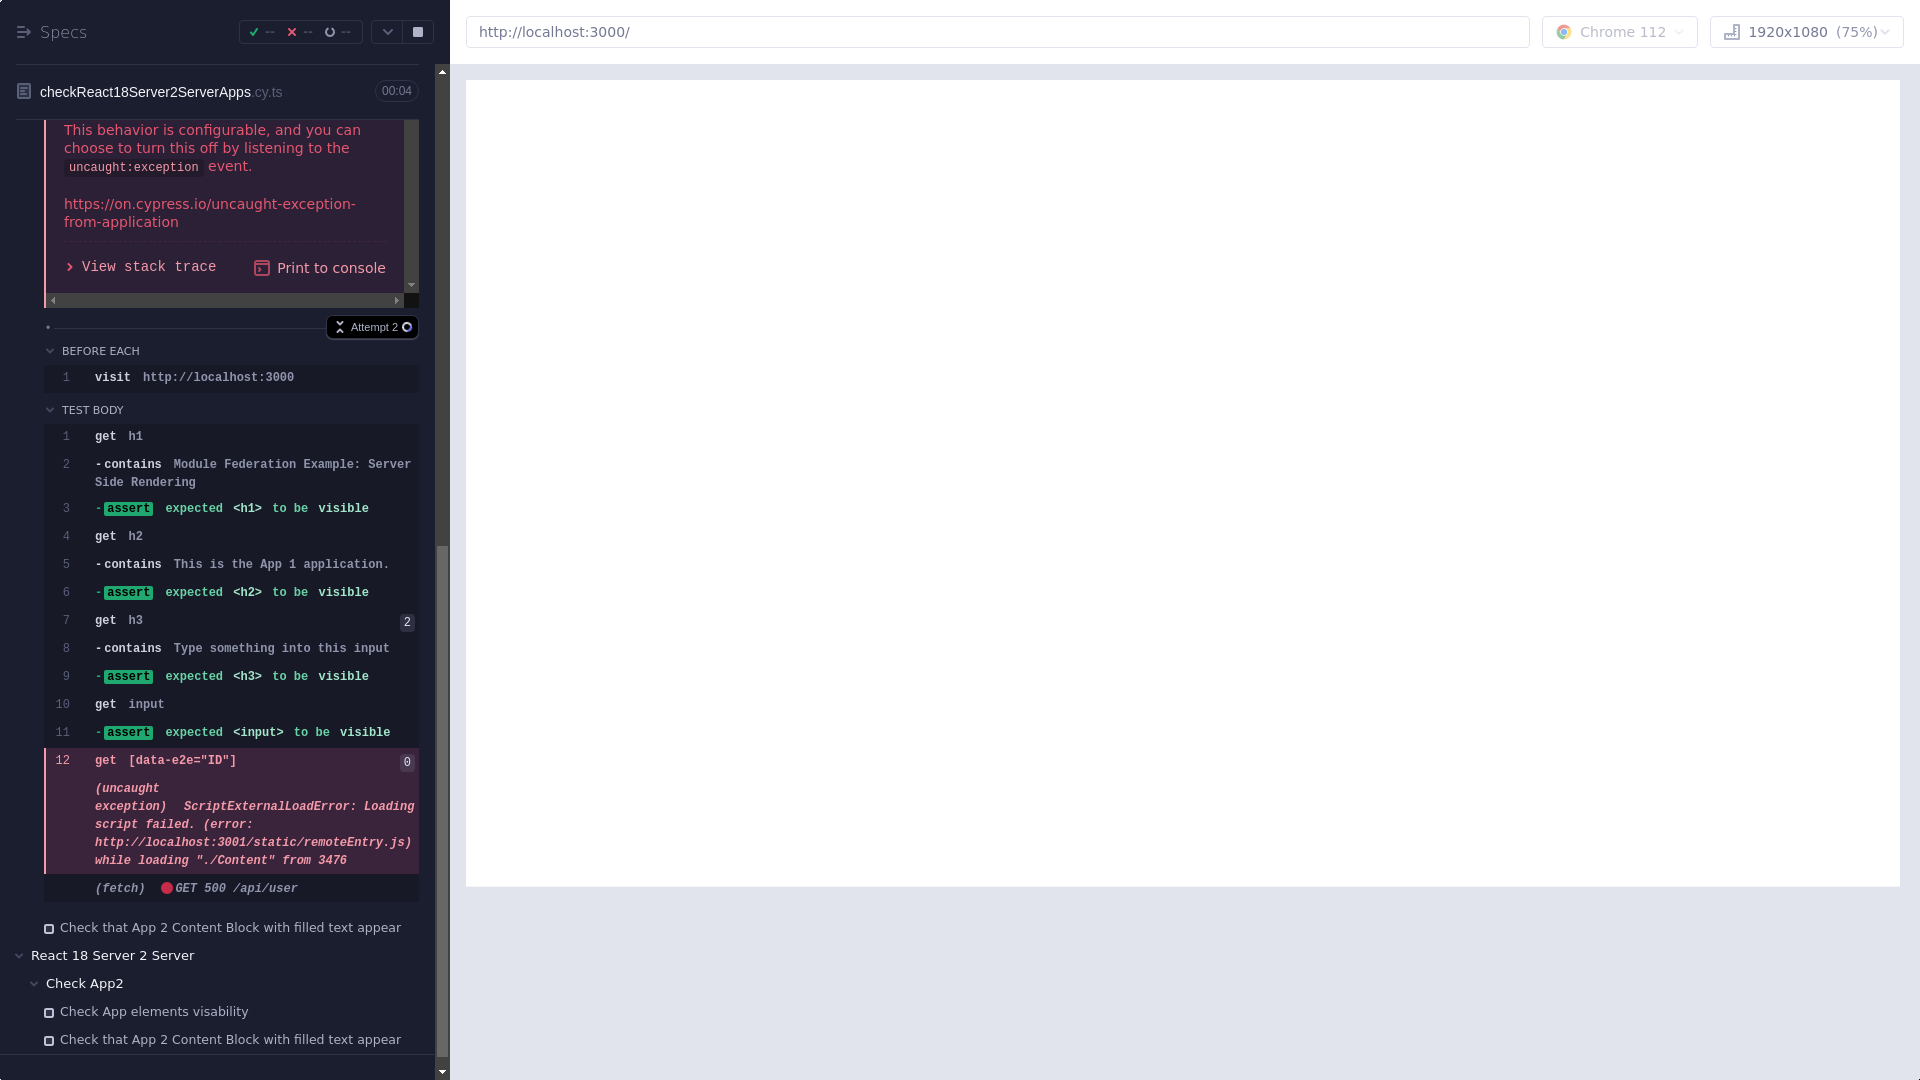 Specs
-- -- --
http://localhost:3000/
Chrome 112
1920x1080 (75%)
checkReact18Server2ServerApps.cy.ts
00:04
This behavior is configurable, and you can
choose to turn this off by listening to the
uncaught:exception event.
https://on.cypress.io/uncaught-exception-
from-application
View stack trace
Print to console
Attempt 2
BEFORE EACH
1 visit http://localhost:3000
TEST BODY
1 get h1
2 -contains Module Federation Example: Server
Side Rendering
3 -assert expected <h1> to be visible
4 get h2
5 -contains This is the App 1 application.
6 -assert expected <h2> to be visible
7 get h3 2
8 -contains Type something into this input
9 -assert expected <h3> to be visible
10 get input
11 -assert expected <input> to be visible
12 get [data-e2e="ID"] 0
(uncaught
exception) ScriptExternalLoadError: Loading
script failed. (error:
http://localhost:3001/static/remoteEntry.js)
while loading "./Content" from 3476
(fetch) GET 500 /api/user
Check that App 2 Content Block with filled text appear
React 18 Server 2 Server
Check App2
Check App elements visability
Check that App 2 Content Block with filled text appear